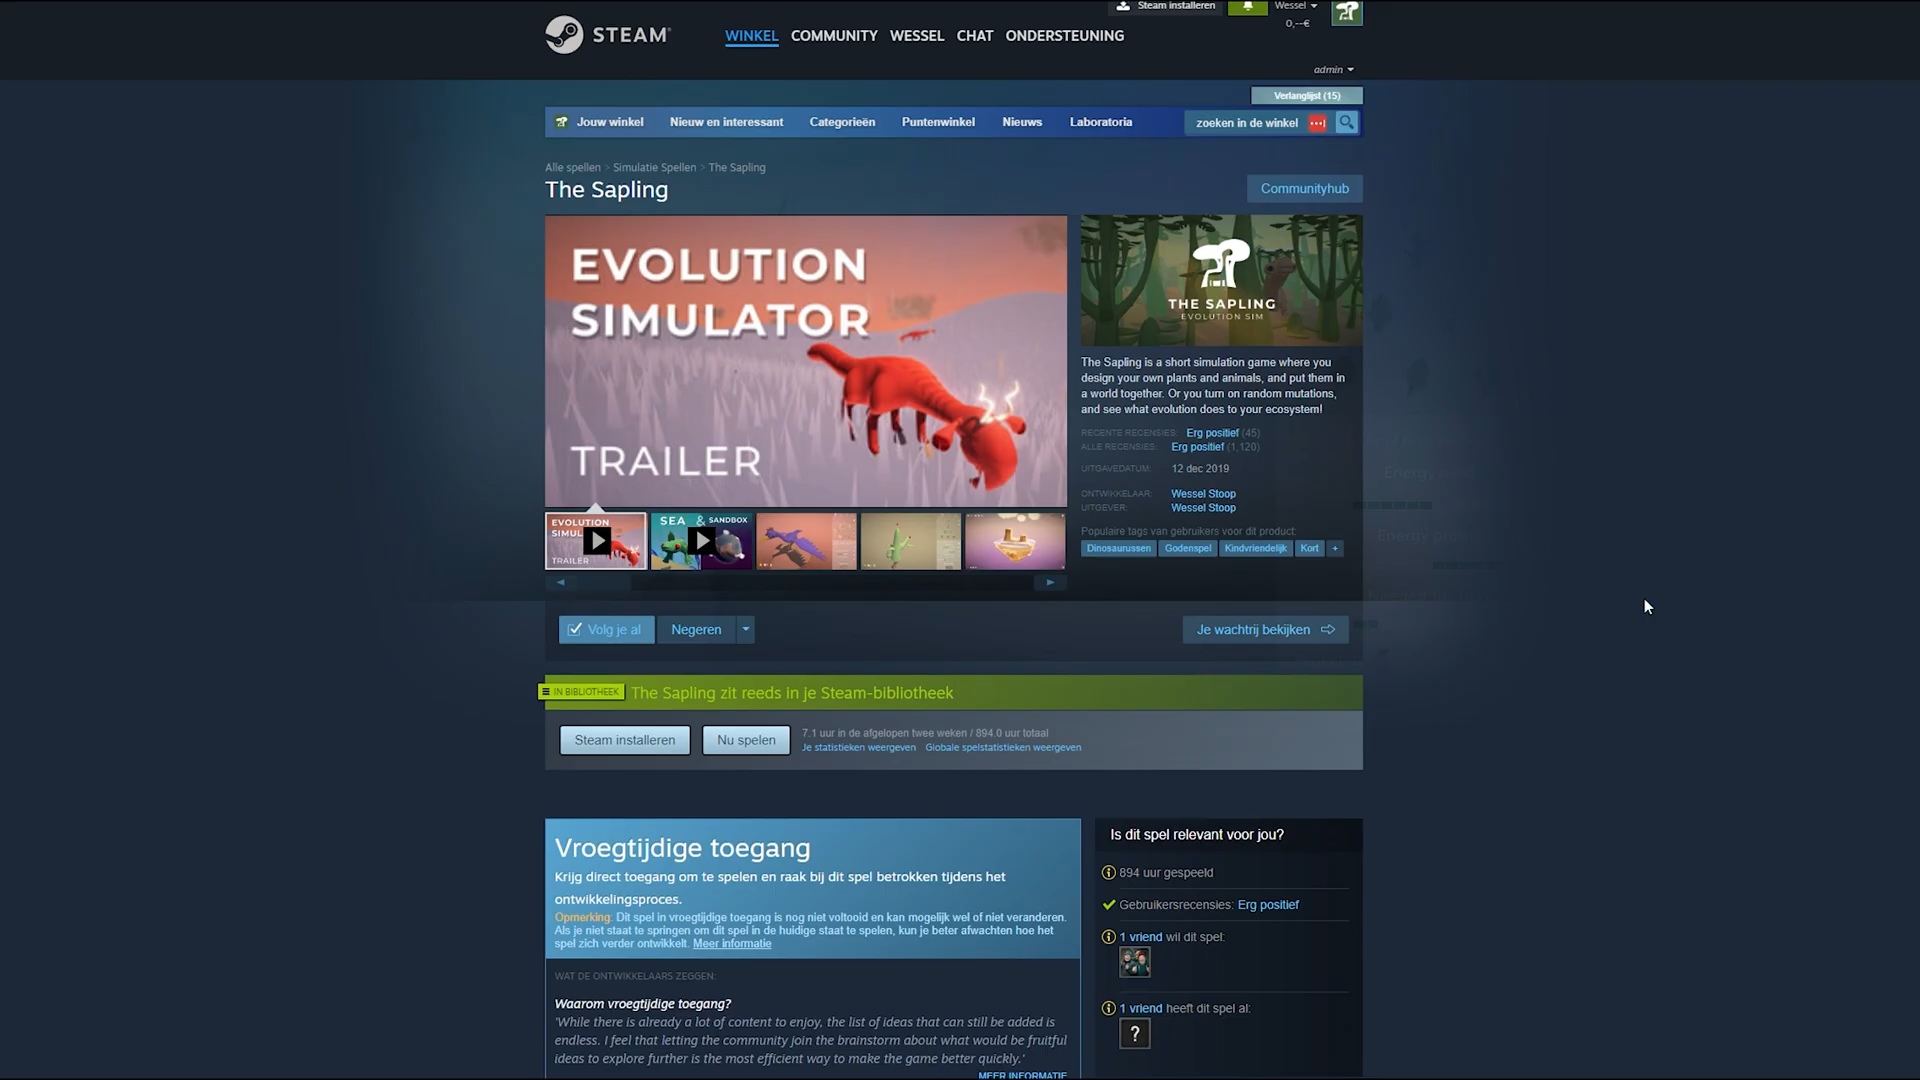 Steam installeren
Wessel
0,--€
STEAM
WINKEL COMMUNITY WESSEL CHAT ONDERSTEUNING
admin
Verlanglijst (15)
Jouw winkel Nieuw en interessant Categorieën Puntenwinkel Nieuws Laboratoria zoeken in de winkel
Alle spellen > Simulatie Spellen > The Sapling
The Sapling
Communityhub
EVOLUTION
SIMULATOR
TRAILER
THE SAPLING
EVOLUTION SIM
The Sapling is a short simulation game where you
design your own plants and animals, and put them in
a world together. Or you turn on random mutations,
and see what evolution does to your ecosystem!
RECENTE RECENSIES: Erg positief (45)
ALLE RECENSIES: Erg positief (1,120)
UITGAVEDATUM: 12 dec 2019
ONTWIKKELAAR: Wessel Stoop
UITGEVER: Wessel Stoop
Populaire tags van gebruikers voor dit product:
Dinosaurussen Godenspel Kindvriendelijk Kort +
EVOLUTION
TRAILER
SEA & SANDBOX
Energy
Volg je al Negeren
Je wachtrij bekijken
IN BIBLIOTHEEK The Sapling zit reeds in je Steam-bibliotheek
Steam installeren Nu spelen
7.1 uur in de afgelopen twee weken / 894.0 uur totaal
Je statistieken weergeven Globale spelstatistieken weergeven
Vroegtijdige toegang
Krijg direct toegang om te spelen en raak bij dit spel betrokken tijdens het
ontwikkelingsproces.
Opmerking: Dit spel in vroegtijdige toegang is nog niet voltooid en kan mogelijk wel of niet veranderen.
Als je niet staat te springen om dit spel in de huidige staat te spelen, kun je beter afwachten hoe het
spel zich verder ontwikkelt. Meer informatie
WAT DE ONTWIKKELAARS ZEGGEN:
Waarom vroegtijdige toegang?
'While there is already a lot of content to enjoy, the list of ideas that can still be added is
endless. I feel that letting the community join the brainstorm about what would be fruitful
ideas to explore further is the most efficient way to make the game better quickly.'
MEER INFORMATIE
Is dit spel relevant voor jou?
894 uur gespeeld
Gebruikersrecensies: Erg positief
1 vriend wil dit spel:
1 vriend heeft dit spel al:
?